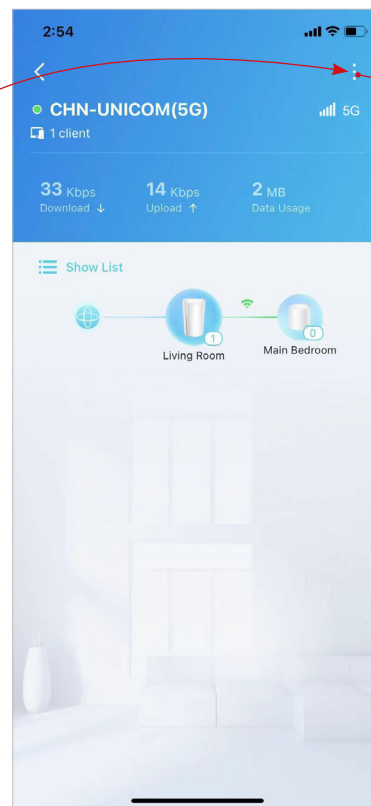 2:54
CHN-UNICOM(5G)
5G
1 client
33 Kbps
14 Kbps
2 MB
Download ↓
Upload ↑
Data Usage
Show List
1
0
Living Room
Main Bedroom